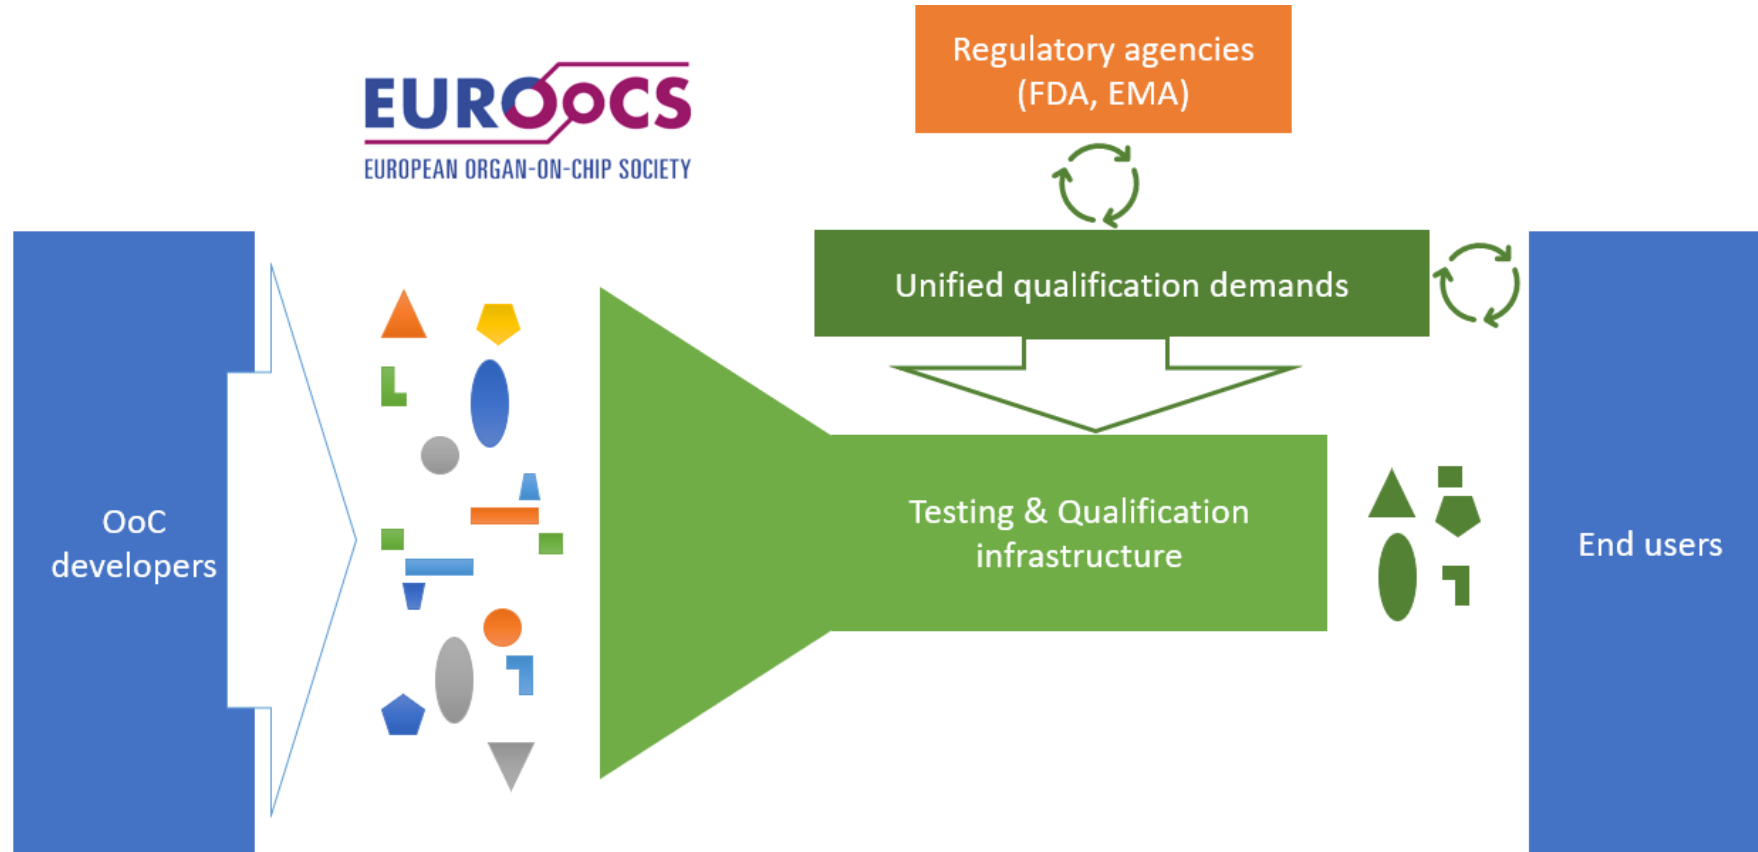 EUROoCS
EUROPEAN ORGAN-ON-CHIP SOCIETY
Regulatory agencies
(FDA, EMA)
Unified qualification demands
OoC
developers
Testing & Qualification
infrastructure
End users